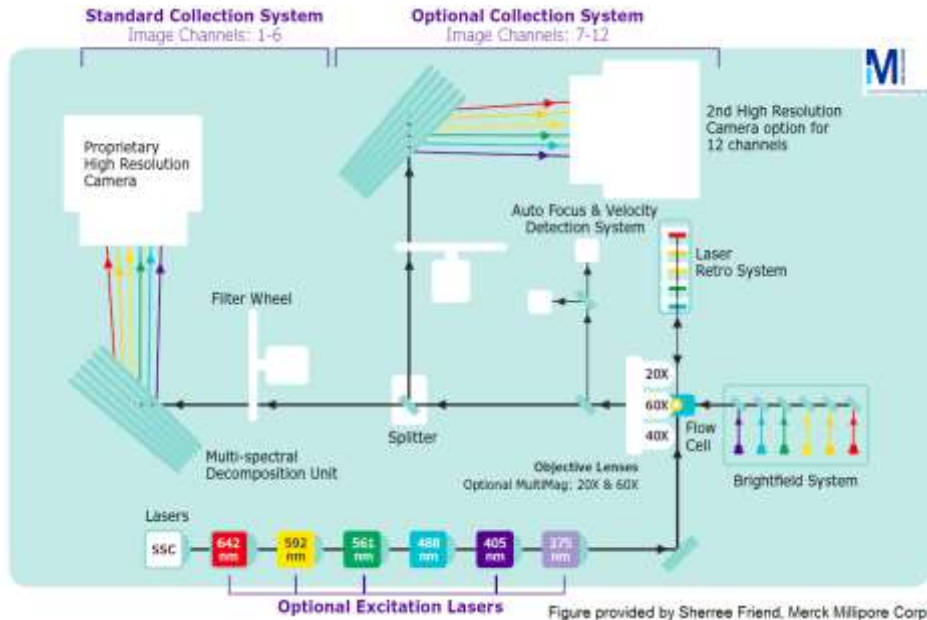 Standard Collection System
Image Channels: 1-6
Optional Collection System
Image Channels: 7-12
M
Proprietary
High Resolution
Camera
2nd High Resolution
Camera option for
12 channels
Auto Focus & Velocity
Detection System
Laser
Retro System
Filter Wheel
20X
60X
40X
Flow
Cell
Splitter
Multi-spectral
Decomposition Unit
Objective Lenses
Optional MultiMag: 20X & 60X
Brightfield System
Lasers
SSC
642
nm
592
nm
561
nm
488
nm
405
nm
375
nm
Optional Excitation Lasers
Figure provided by Sherree Friend, Merck Millipore Corp